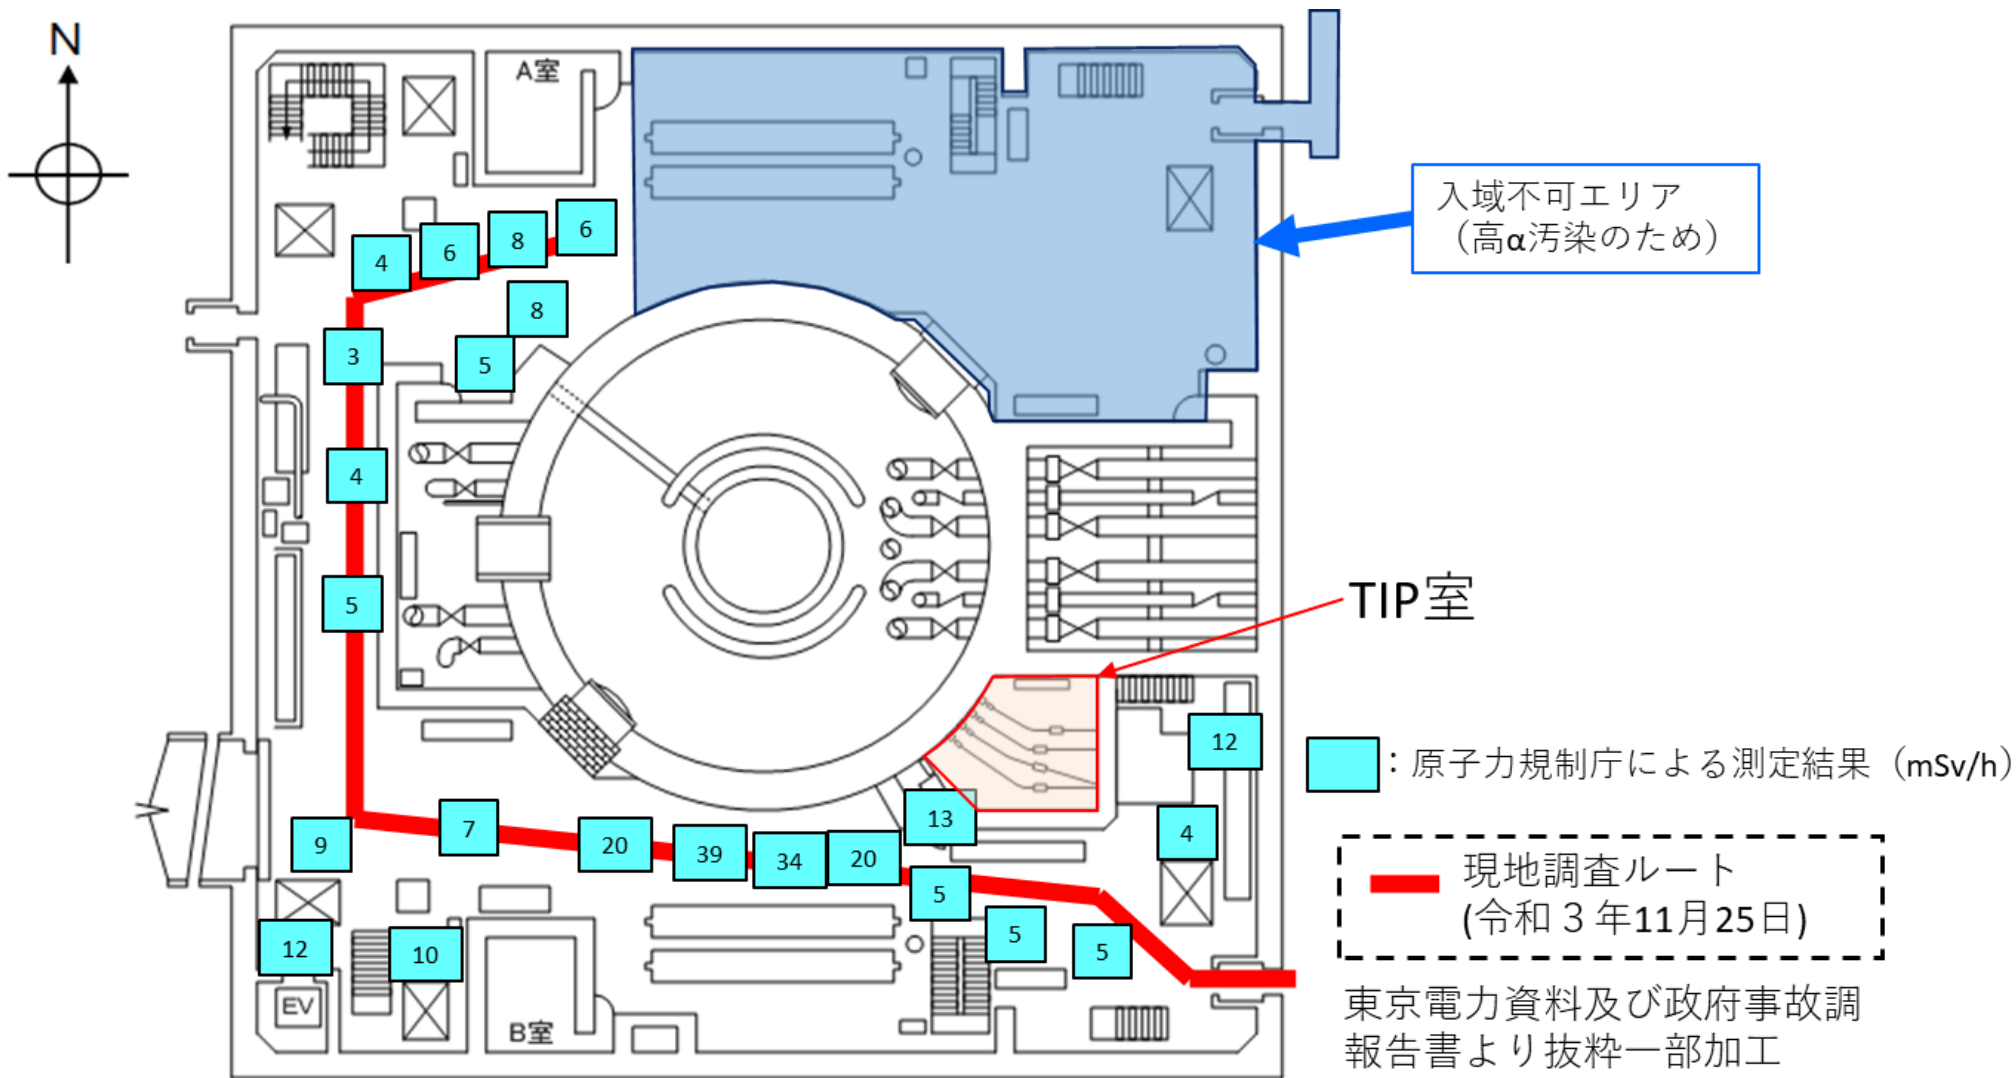 N
A室
入域不可エリア
（高α汚染のため）
6
8
6
4
8
3
5
4
5
TIP室
12
：原子力規制庁による測定結果（mSv/h）
13
4
7
9
20
39
34
20
現地調査ルート
(令和３年11月25日)
5
5
5
12
10
EV
B室
東京電力資料及び政府事故調
報告書より抜粋一部加工